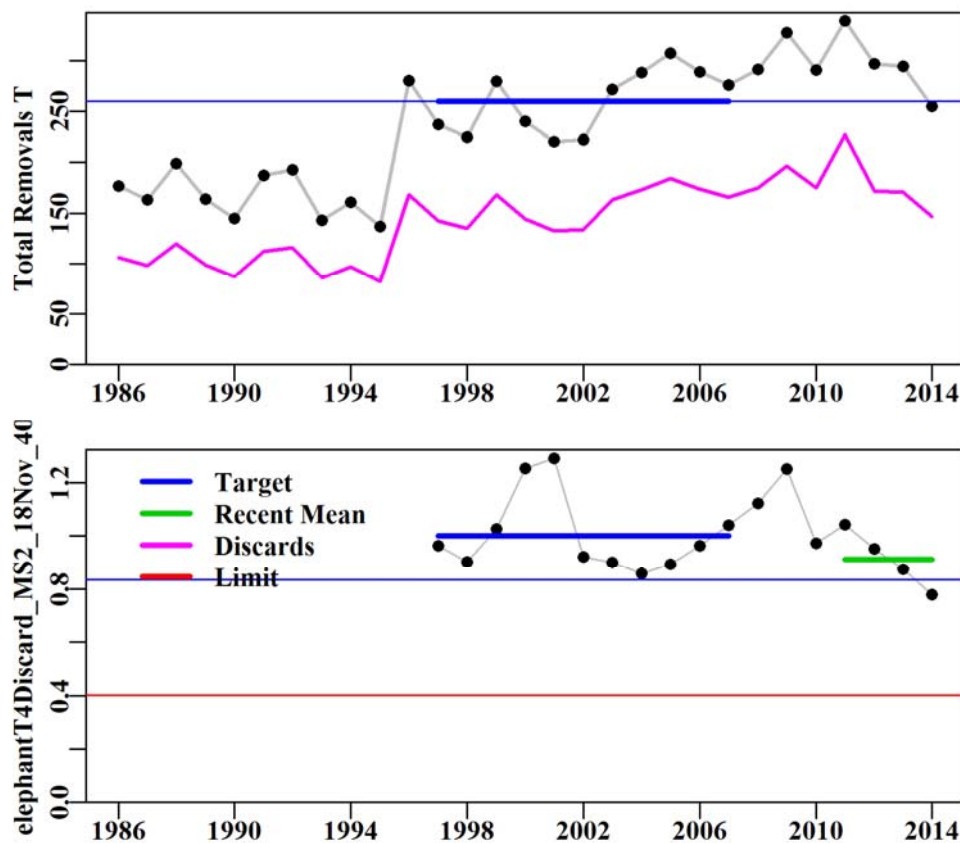 Total Removals T
250
150
50
0
1986 1990 1994 1998 2002 2006 2010 2014
elephantT4Discard_MS2_18Nov_40
1.2
0.8
0.4
0.0
Target
Recent Mean
Discards
Limit
1986 1990 1994 1998 2002 2006 2010 2014